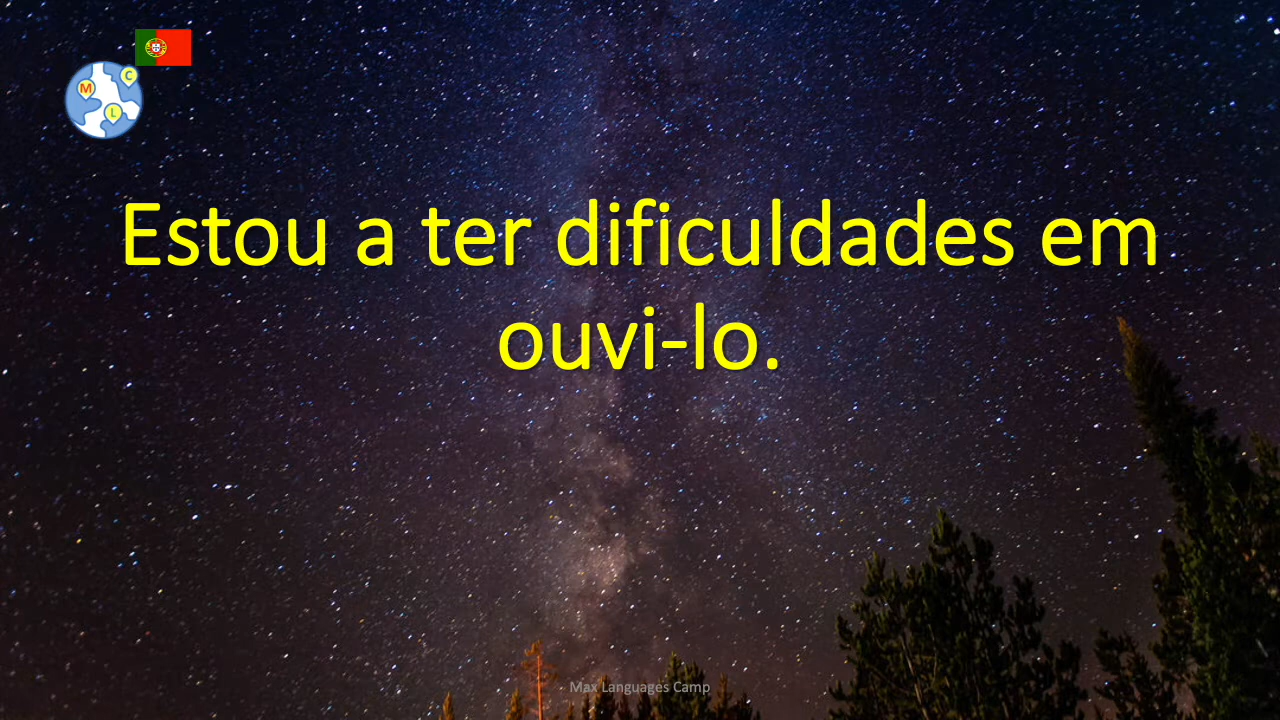 C
M
L
Estou a ter dificuldades em
ouvi-lo.
Max Languages Camp